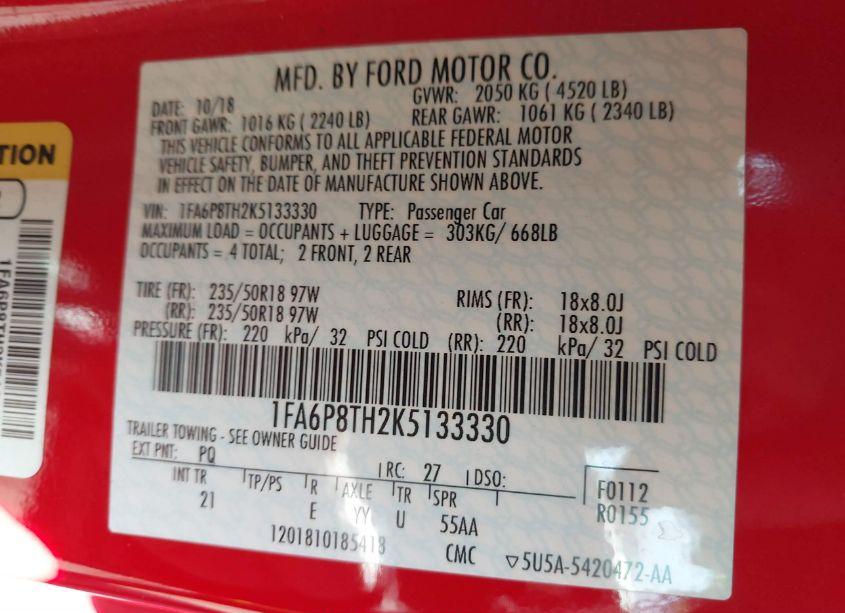 MFD. BY FORD MOTOR CO.
DATE: 10/18 GVWR: 2050 KG ( 4520 LB)
FRONT GAWR: 1016 KG ( 2240 LB) REAR GAWR: 1061 KG ( 2340 LB)
THIS VEHICLE CONFORMS TO ALL APPLICABLE FEDERAL MOTOR
VEHICLE SAFETY, BUMPER, AND THEFT PREVENTION STANDARDS
IN EFFECT ON THE DATE OF MANUFACTURE SHOWN ABOVE.
VIN: 1FA6P8TH2K5133330 TYPE: Passenger Car
MAXIMUM LOAD = OCCUPANTS + LUGGAGE = 303KG/ 668LB
OCCUPANTS = 4 TOTAL; 2 FRONT, 2 REAR
TIRE (FR): 235/50R18 97W RIMS (FR): 18x8.0J
(RR): 235/50R18 97W (RR): 18x8.0J
PRESSURE (FR): 220 kPa/ 32 PSI COLD (RR): 220 kPa/ 32 PSI COLD
1FA6P8TH2K5133330
TRAILER TOWING - SEE OWNER GUIDE
EXT PNT: PQ RC: 27 DSO: F0112
INT TR TP/PS R AXLE TR SPR R0155
21 E YY U 55AA
1201810185418 CMC ▽5U5A-5420472-AA
TION